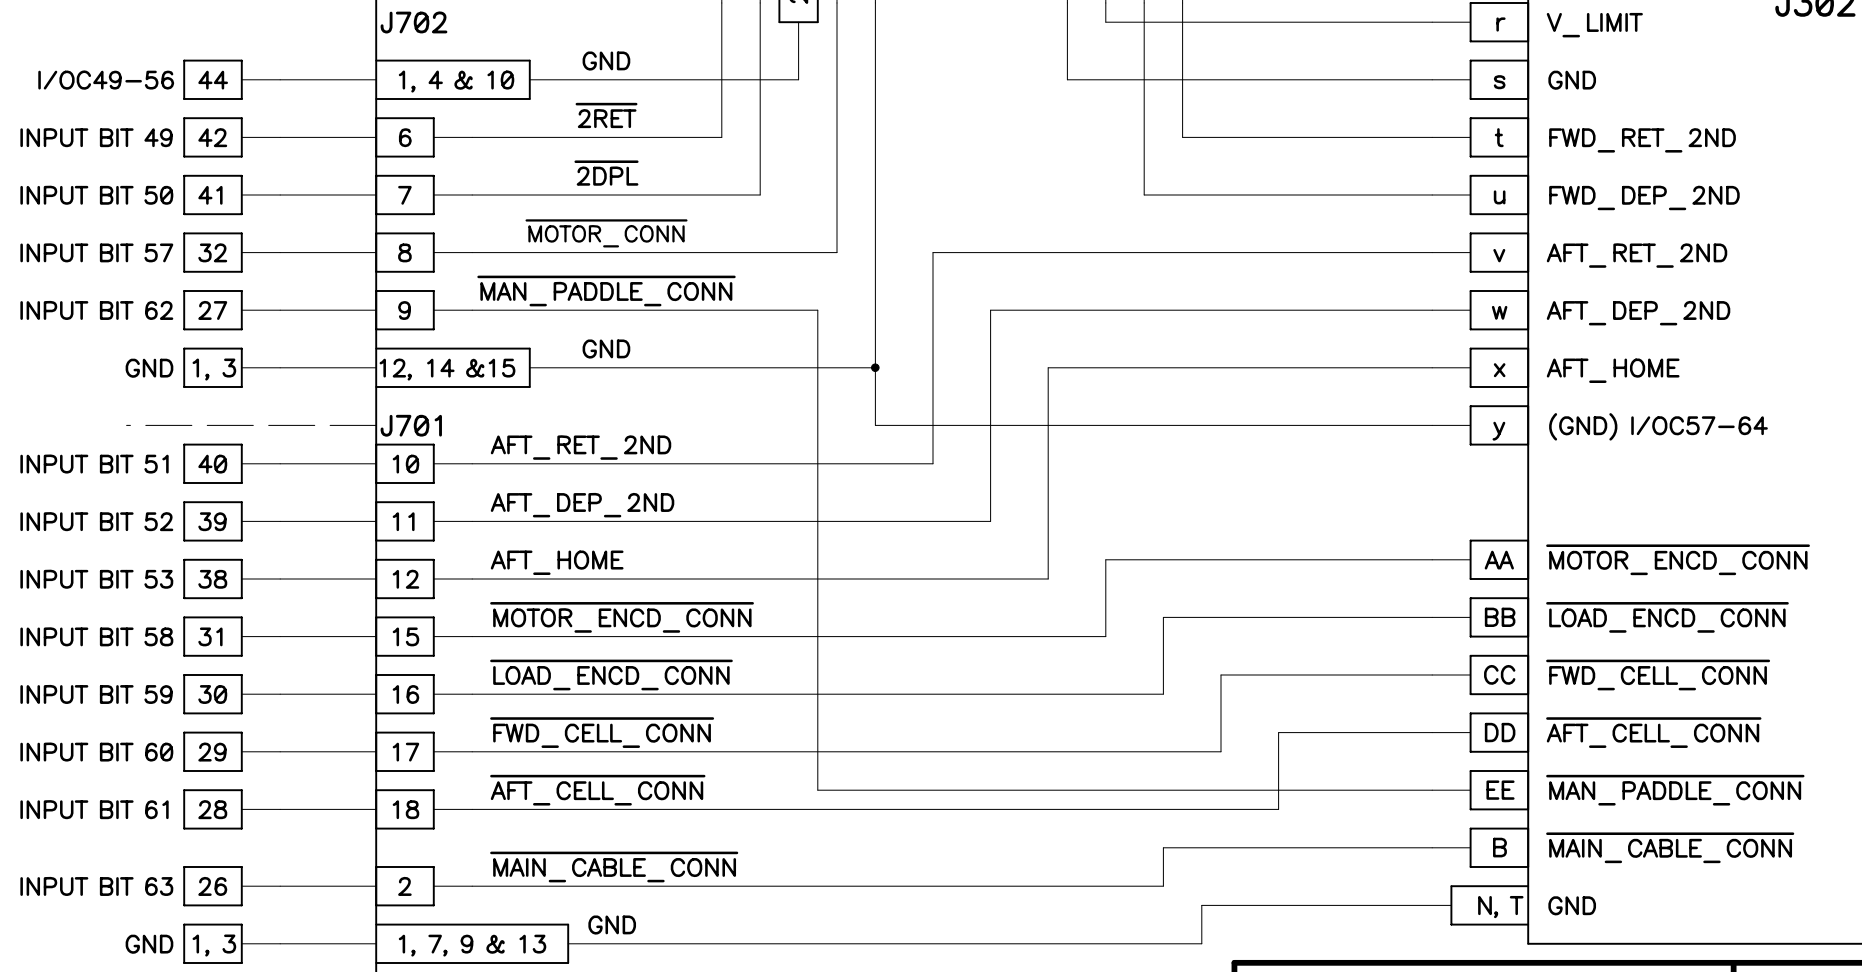 J702
J302
r V_LIMIT
I/OC49-56 44 1, 4 & 10 GND s GND
INPUT BIT 49 42 6 2RET t FWD_RET_2ND
INPUT BIT 50 41 7 2DPL u FWD_DEP_2ND
INPUT BIT 57 32 8 MOTOR_CONN v AFT_RET_2ND
INPUT BIT 62 27 9 MAN_PADDLE_CONN w AFT_DEP_2ND
GND 1, 3 12, 14 &15 GND x AFT_HOME
J701 y (GND) I/OC57-64
INPUT BIT 51 40 10 AFT_RET_2ND
INPUT BIT 52 39 11 AFT_DEP_2ND
INPUT BIT 53 38 12 AFT_HOME AA MOTOR_ENCD_CONN
INPUT BIT 58 31 15 MOTOR_ENCD_CONN BB LOAD_ENCD_CONN
INPUT BIT 59 30 16 LOAD_ENCD_CONN CC FWD_CELL_CONN
INPUT BIT 60 29 17 FWD_CELL_CONN DD AFT_CELL_CONN
INPUT BIT 61 28 18 AFT_CELL_CONN EE MAN_PADDLE_CONN
B MAIN_CABLE_CONN
INPUT BIT 63 26 2 MAIN_CABLE_CONN
N, T GND
GND 1, 3 1, 7, 9 & 13 GND